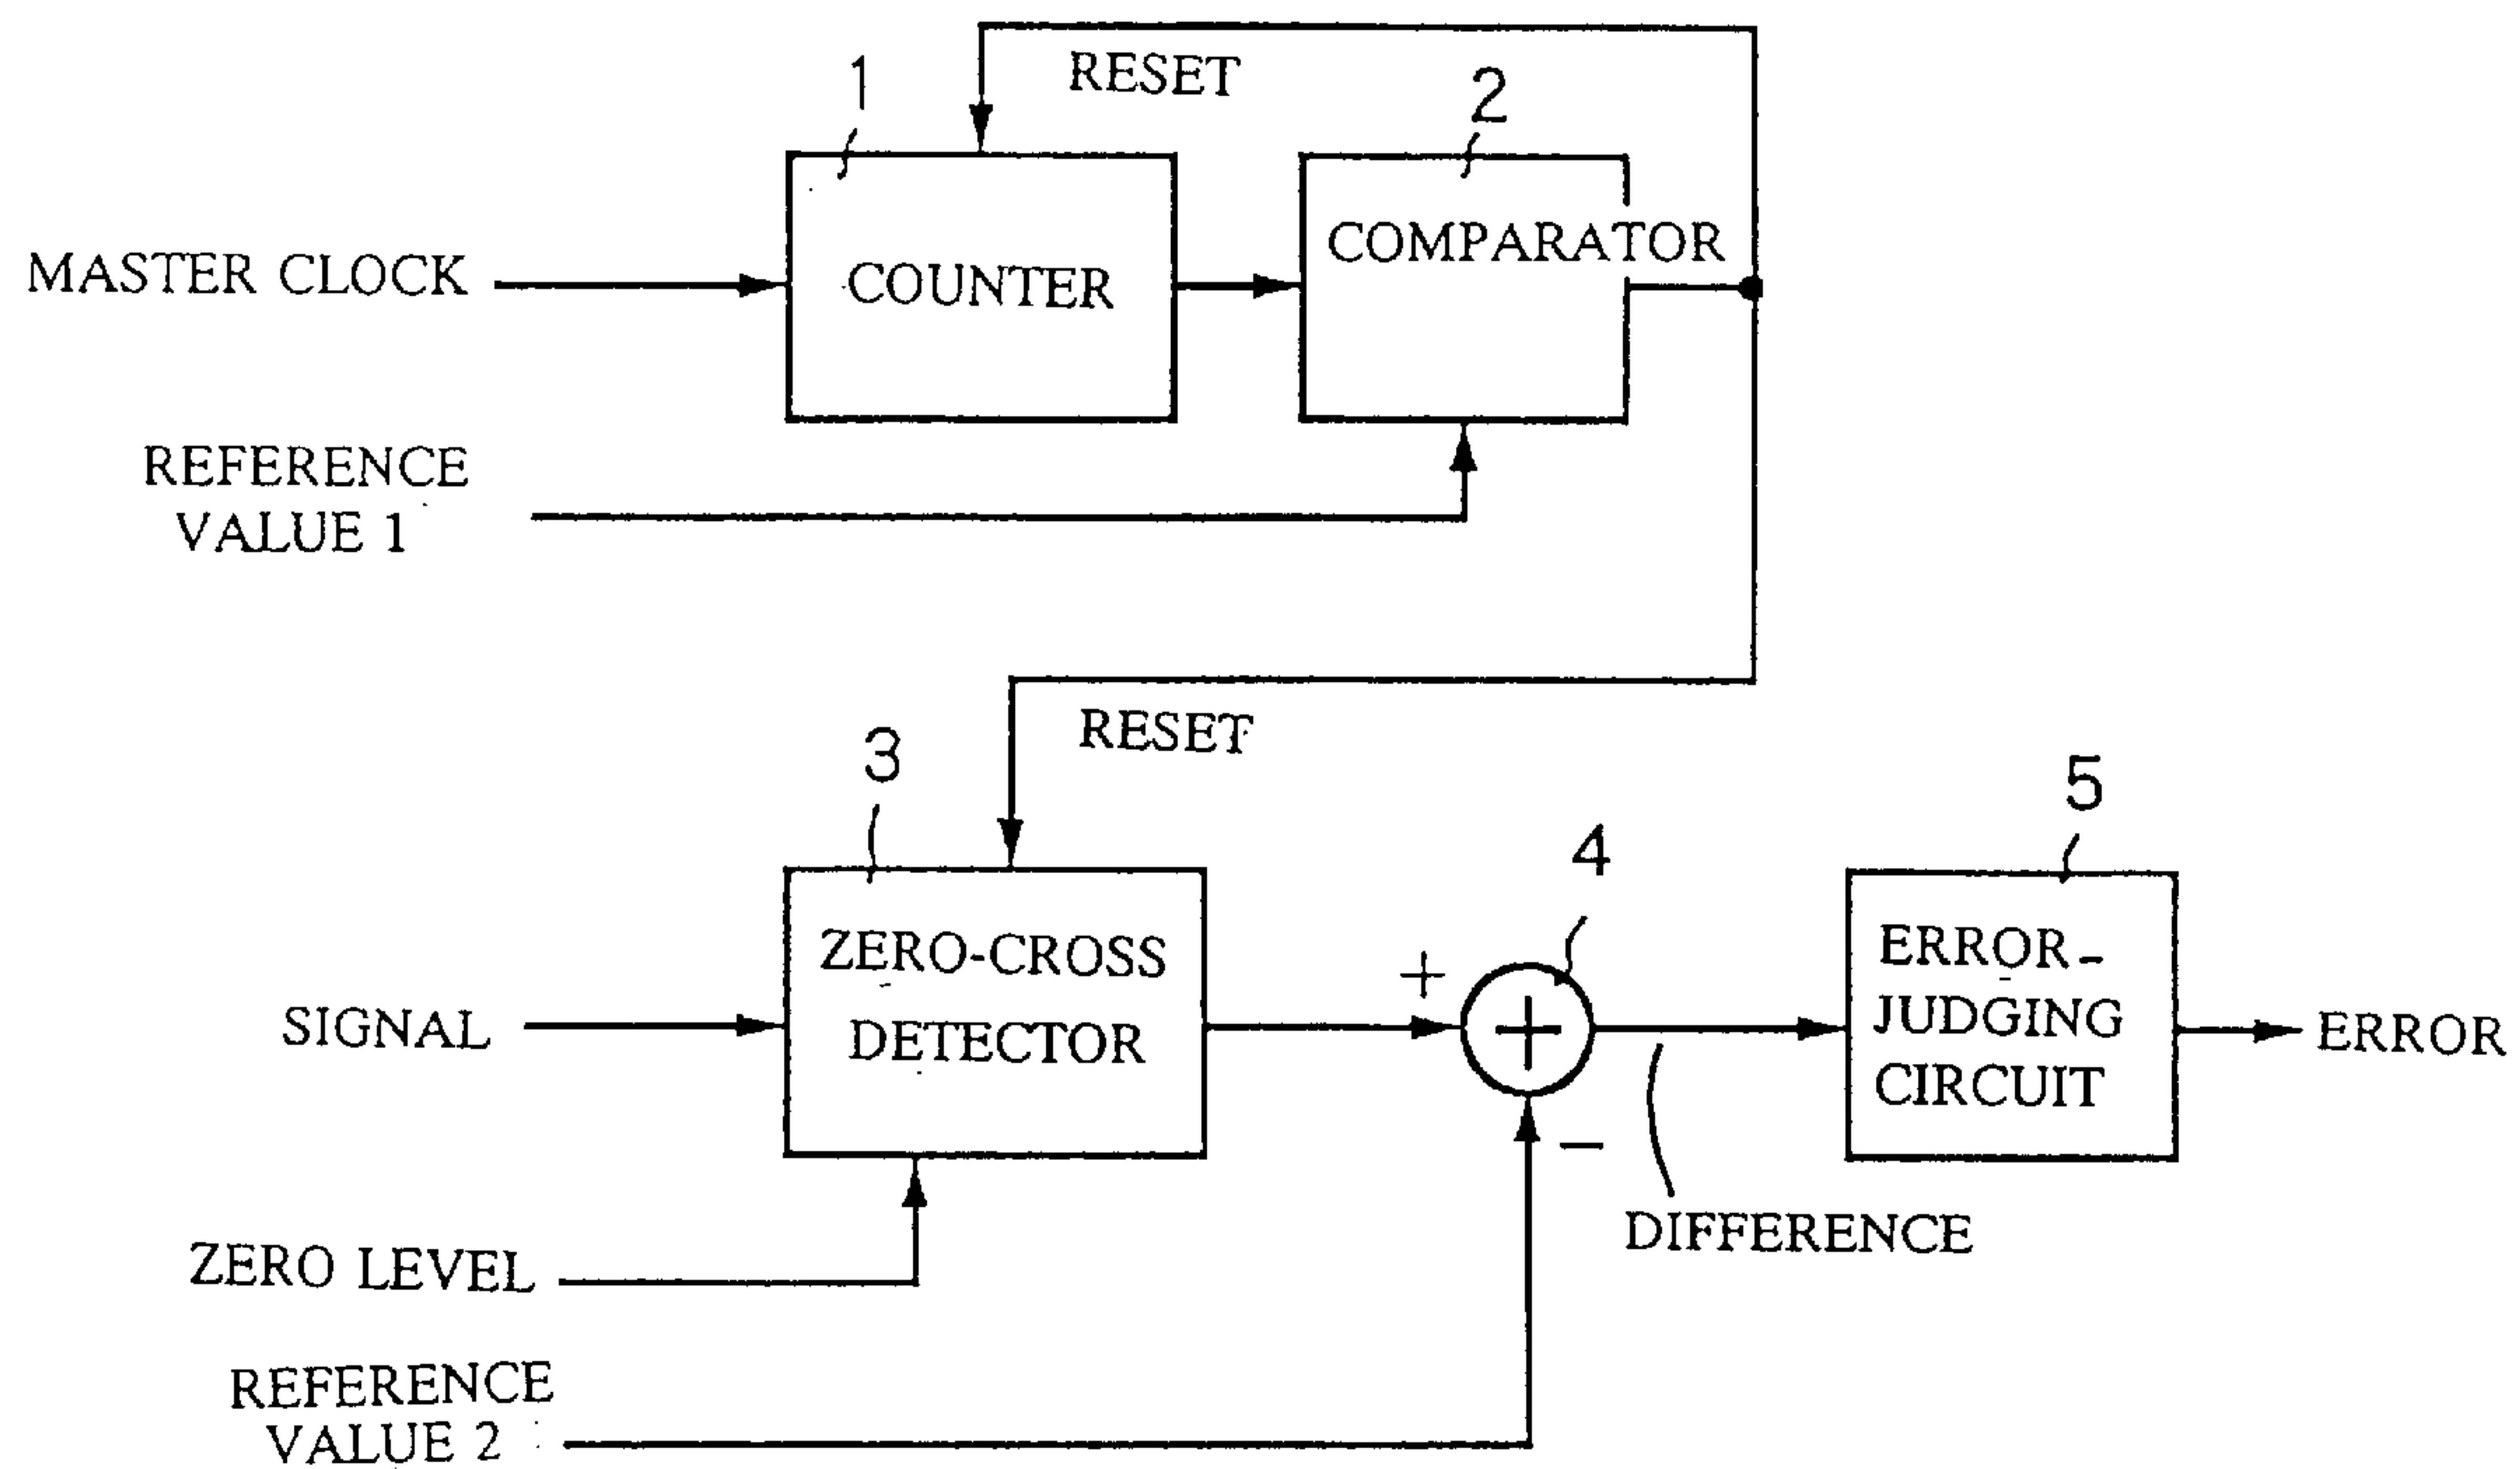 RESET
1
2
MASTER CLOCK
COUNTER
COMPARATOR
REFERENCE
VALUE 1
RESET
3
4
5
SIGNAL
ZERO-CROSS
DETECTOR
+
+
−
ERROR-
JUDGING
CIRCUIT
ERROR
DIFFERENCE
ZERO LEVEL
REFERENCE
VALUE 2